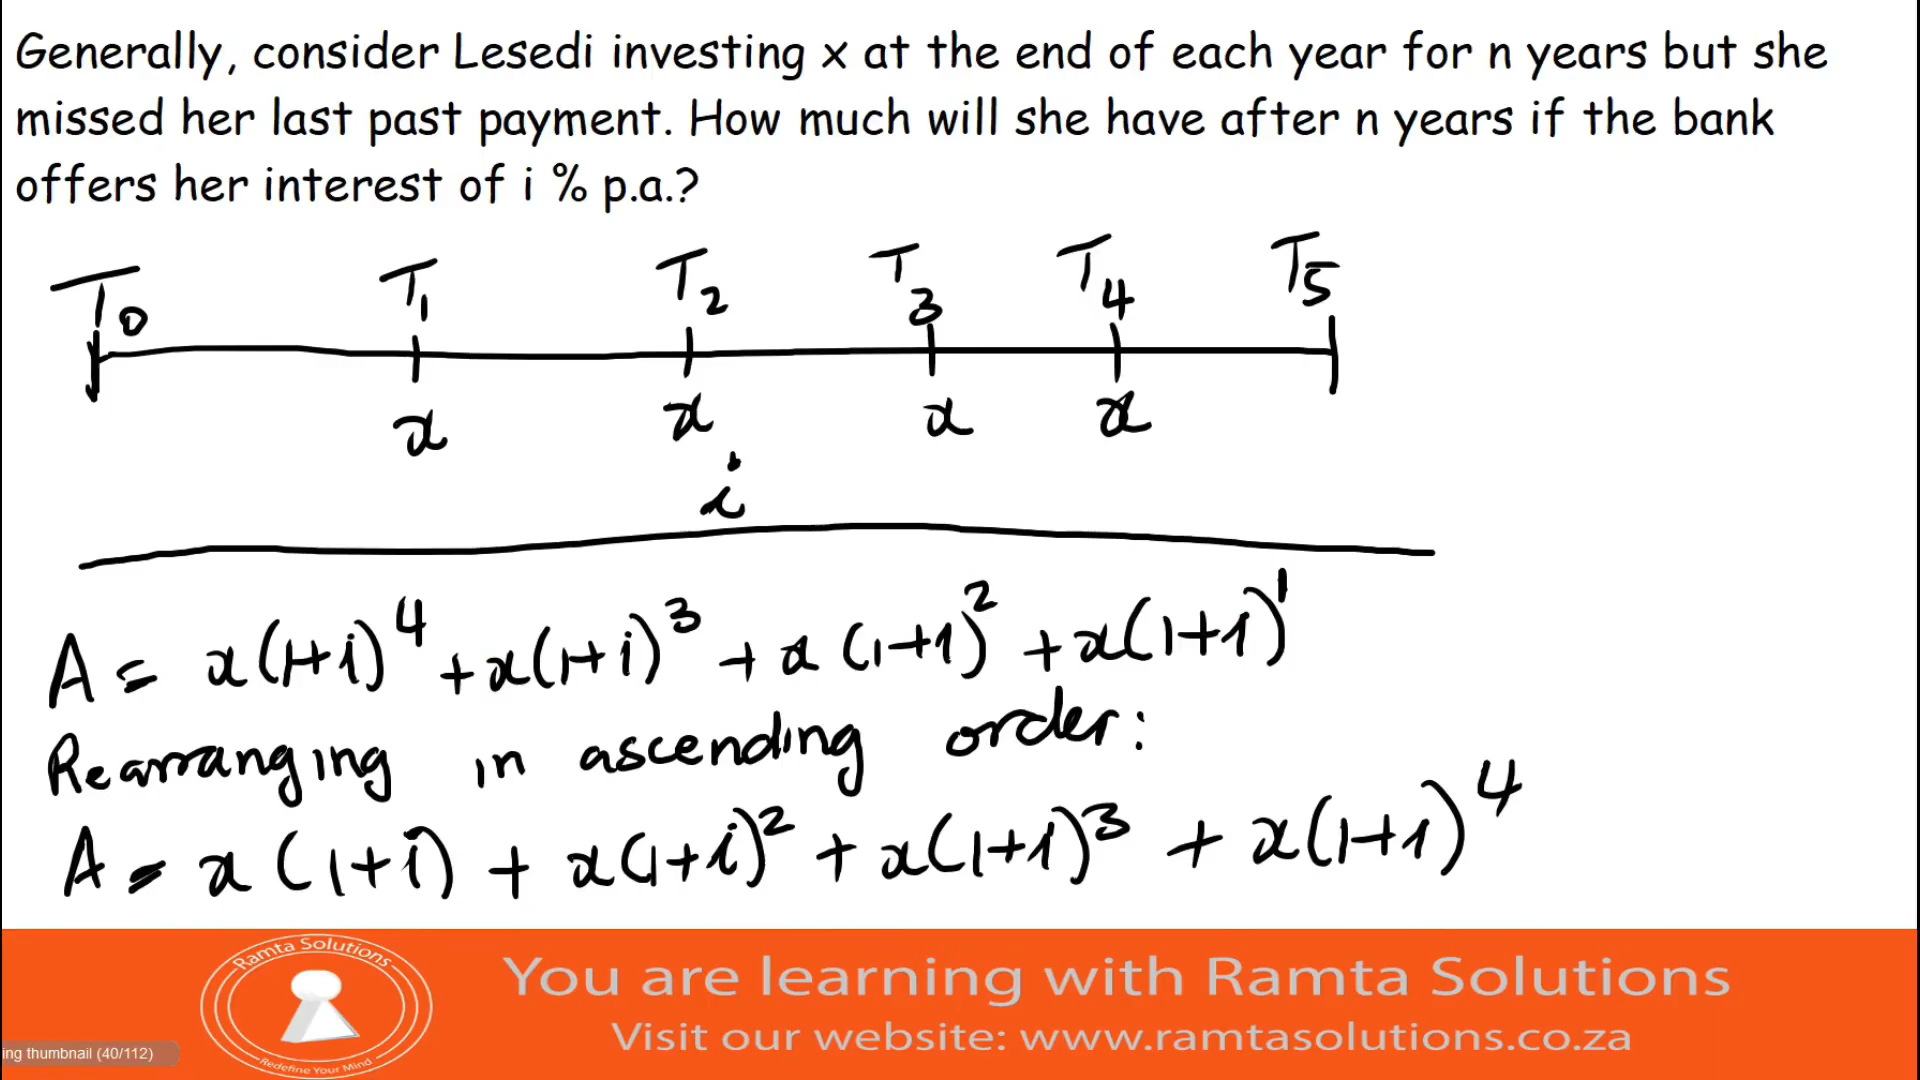 Generally, consider Lesedi investing x at the end of each year for n years but she
missed her last past payment. How much will she have after n years if the bank
offers her interest of i % p.a.?
T₀ T₁ T₂ T₃ T₄ T₅
x x x x
i
A = x(1+i)⁴ + x(1+i)³ + x(1+1)² + x(1+1)¹
Rearranging in ascending order:
A = x(1+i) + x(1+i)² + x(1+1)³ + x(1+1)⁴
Ramta Solutions
Redefine Your Mind
You are learning with Ramta Solutions
Visit our website: www.ramtasolutions.co.za
ing thumbnail (40/112)